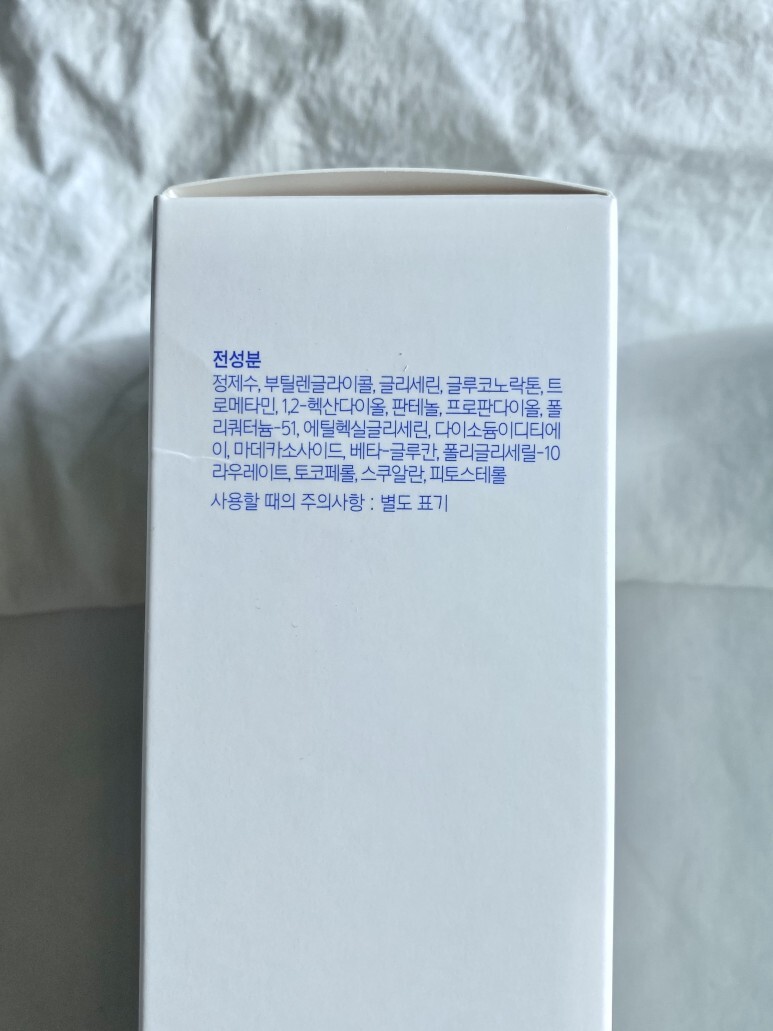 전성분
정제수, 부틸렌글라이콜, 글리세린, 글루코노락톤, 트
로메타민, 1,2-헥산다이올, 판테놀, 프로판다이올, 폴
리쿼터늄-51, 에틸헥실글리세린, 다이소듐이디티에
이, 마데카소사이드, 베타-글루칸, 폴리글리세릴-10
라우레이트, 토코페롤, 스쿠알란, 피토스테롤
사용할 때의 주의사항 : 별도 표기